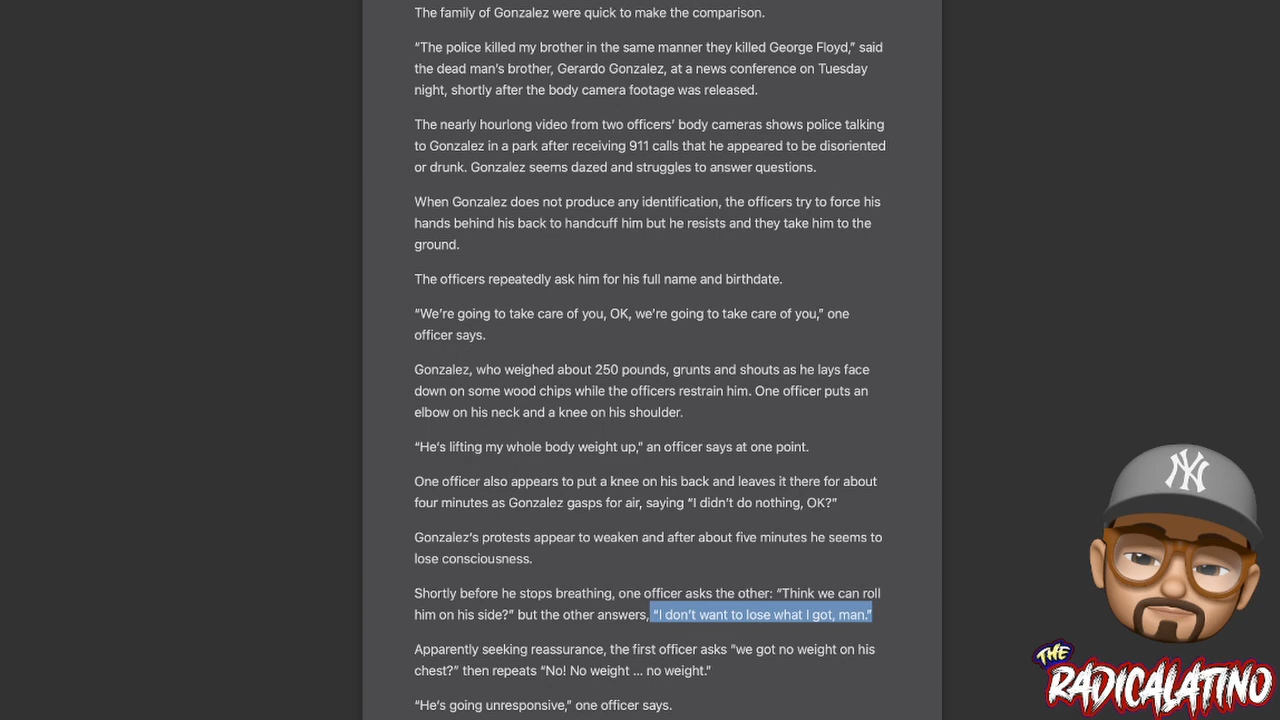 The family of Gonzalez were quick to make the comparison.
“The police killed my brother in the same manner they killed George Floyd,” said
the dead man’s brother, Gerardo Gonzalez, at a news conference on Tuesday
night, shortly after the body camera footage was released.
The nearly hourlong video from two officers’ body cameras shows police talking
to Gonzalez in a park after receiving 911 calls that he appeared to be disoriented
or drunk. Gonzalez seems dazed and struggles to answer questions.
When Gonzalez does not produce any identification, the officers try to force his
hands behind his back to handcuff him but he resists and they take him to the
ground.
The officers repeatedly ask him for his full name and birthdate.
“We’re going to take care of you, OK, we’re going to take care of you,” one
officer says.
Gonzalez, who weighed about 250 pounds, grunts and shouts as he lays face
down on some wood chips while the officers restrain him. One officer puts an
elbow on his neck and a knee on his shoulder.
“He’s lifting my whole body weight up,” an officer says at one point.
One officer also appears to put a knee on his back and leaves it there for about
four minutes as Gonzalez gasps for air, saying “I didn’t do nothing, OK?”
Gonzalez’s protests appear to weaken and after about five minutes he seems to
lose consciousness.
Shortly before he stops breathing, one officer asks the other: “Think we can roll
him on his side?” but the other answers, “I don’t want to lose what I got, man.”
Apparently seeking reassurance, the first officer asks “we got no weight on his
chest?” then repeats “No! No weight ... no weight.”
“He’s going unresponsive,” one officer says.
NY
THE
RADICALATINO